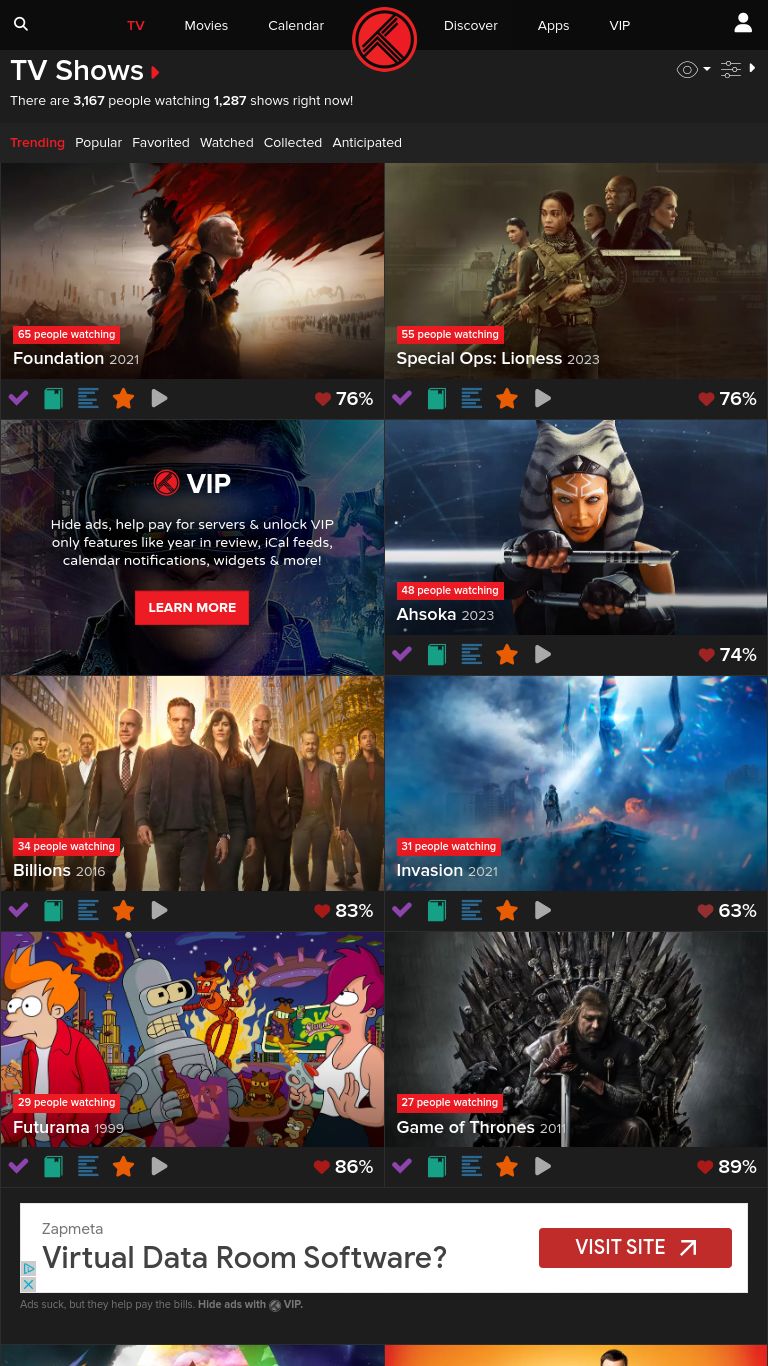 TV Movies Calendar Discover Apps VIP
TV Shows
There are 3,167 people watching 1,287 shows right now!
Trending Popular Favorited Watched Collected Anticipated
65 people watching
Foundation 2021
76%
55 people watching
Special Ops: Lioness 2023
76%
VIP
Hide ads, help pay for servers & unlock VIP
only features like year in review, iCal feeds,
calendar notifications, widgets & more!
LEARN MORE
48 people watching
Ahsoka 2023
74%
34 people watching
Billions 2016
83%
31 people watching
Invasion 2021
63%
29 people watching
Futurama 1999
86%
27 people watching
Game of Thrones 2011
89%
Zapmeta
Virtual Data Room Software?
VISIT SITE
Ads suck, but they help pay the bills. Hide ads with VIP.